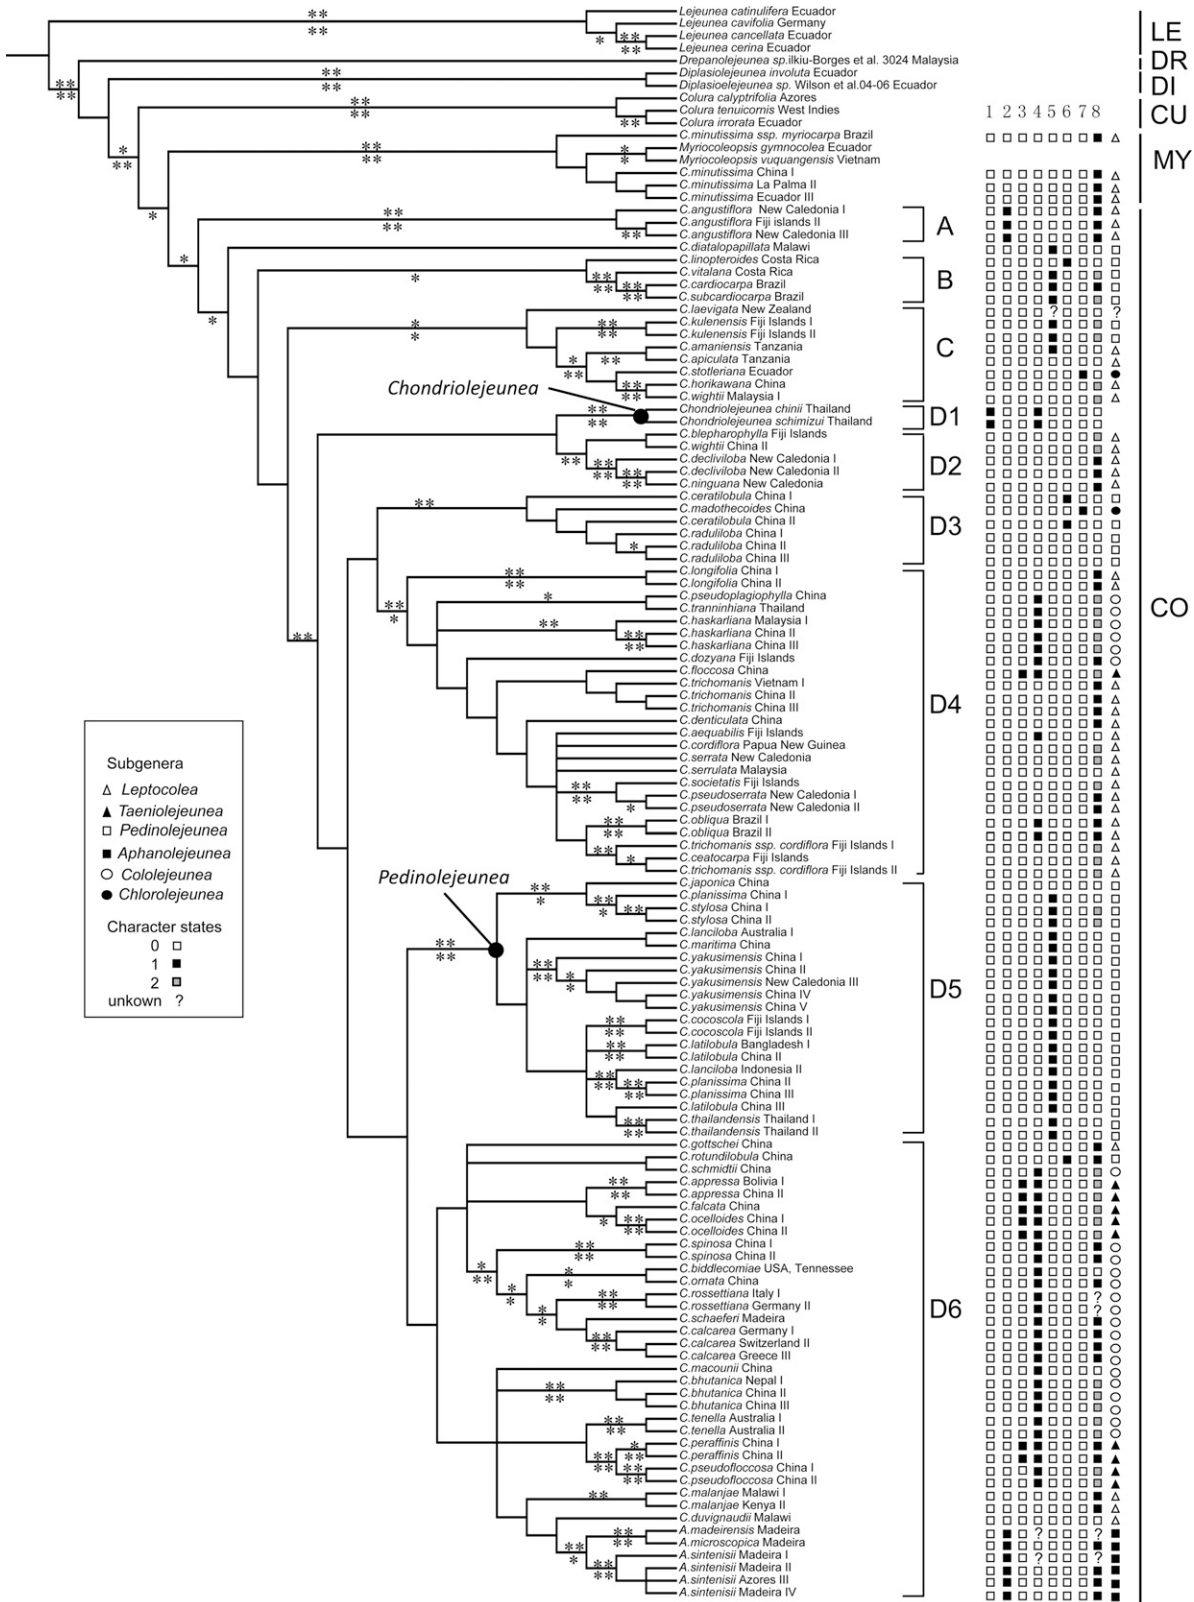 Lejeunea catinulifera Ecuador
Lejeunea cavifolia Germany
Lejeunea cancellata Ecuador
Lejeunea cerina Ecuador
LE
Drepanolejeunea sp.ilkiu-Borges et al. 3024 Malaysia
DR
Diplasiolejeunea involuta Ecuador
Diplasioelejeunea sp. Wilson et al.04-06 Ecuador
DI
Colura calyptrifolia Azores
Colura tenuicornis West Indies
Colura irrorata Ecuador
CU
1 2 3 4 5 6 7 8
C.minutissima ssp. myriocarpa Brazil
Myriocoleopsis gymnocolea Ecuador
Myriocoleopsis vuquangensis Vietnam
C.minutissima China I
C.minutissima La Palma II
C.minutissima Ecuador III
MY
C.angustiflora New Caledonia I
C.angustiflora Fiji islands II
C.angustiflora New Caledonia III
A
C.diatalopapillata Malawi
C.linopteroides Costa Rica
C.vitalana Costa Rica
C.cardiocarpa Brazil
C.subcardiocarpa Brazil
B
C.laevigata New Zealand ? ?
C.kulenensis Fiji Islands I
C.kulenensis Fiji Islands II
C.amaniensis Tanzania
C.apiculata Tanzania
C.stotleriana Ecuador
C.horikawana China
C.wightii Malaysia I
C
Chondriolejeunea
Chondriolejeunea chinii Thailand
Chondriolejeunea schimizui Thailand
D1
C.blepharophylla Fiji Islands
C.wightii China II
C.decliviloba New Caledonia I
C.decliviloba New Caledonia II
C.ninguana New Caledonia
D2
C.ceratilobula China I
C.madothecoides China
C.ceratilobula China II
C.raduliloba China I
C.raduliloba China II
C.raduliloba China III
D3
C.longifolia China I
C.longifolia China II
C.pseudoplagiophylla China
C.tranninhiana Thailand
C.haskarliana Malaysia I
C.haskarliana China II
C.haskarliana China III
C.dozyana Fiji Islands
C.floccosa China
C.trichomanis Vietnam I
C.trichomanis China II
C.trichomanis China III
C.denticulata China
C.aequabilis Fiji Islands
C.cordiflora Papua New Guinea
C.serrata New Caledonia
C.serrulata Malaysia
C.societatis Fiji Islands
C.pseudoserrata New Caledonia I
C.pseudoserrata New Caledonia II
C.obliqua Brazil I
C.obliqua Brazil II
C.trichomanis ssp. cordiflora Fiji Islands I
C.ceatocarpa Fiji Islands
C.trichomanis ssp. cordiflora Fiji Islands II
D4
CO
Subgenera
Leptocolea
Taeniolejeunea
Pedinolejeunea
Aphanolejeunea
Cololejeunea
Chlorolejeunea
Character states
0
1
2
unkown ?
Pedinolejeunea
C.japonica China
C.planissima China I
C.stylosa China I
C.stylosa China II
C.lanciloba Australia I
C.maritima China
C.yakusimensis China I
C.yakusimensis China II
C.yakusimensis New Caledonia III
C.yakusimensis China IV
C.yakusimensis China V
C.cocoscola Fiji Islands I
C.cocoscola Fiji Islands II
C.latilobula Bangladesh I
C.latilobula China II
C.lanciloba Indonesia II
C.planissima China II
C.planissima China III
C.latilobula China III
C.thailandensis Thailand I
C.thailandensis Thailand II
D5
C.gottschei China
C.rotundilobula China
C.schmidtii China
C.appressa Bolivia I
C.appressa China II
C.falcata China
C.ocelloides China I
C.ocelloides China II
C.spinosa China I
C.spinosa China II
C.biddlecomiae USA, Tennessee
C.ornata China
C.rossettiana Italy I ?
C.rossettiana Germany II ?
C.schaeferi Madeira
C.calcarea Germany I
C.calcarea Switzerland II
C.calcarea Greece III
C.macounii China
C.bhutanica Nepal I
C.bhutanica China II
C.bhutanica China III
C.tenella Australia I
C.tenella Australia II
C.peraffinis China I
C.peraffinis China II
C.pseudofloccosa China I
C.pseudofloccosa China II
C.malanjae Malawi I
C.malanjae Kenya II
C.duvignaudii Malawi
A.madeirensis Madeira ? ?
A.microscopica Madeira
A.sintenisii Madeira I ? ?
A.sintenisii Madeira II
A.sintenisii Azores III
A.sintenisii Madeira IV
D6